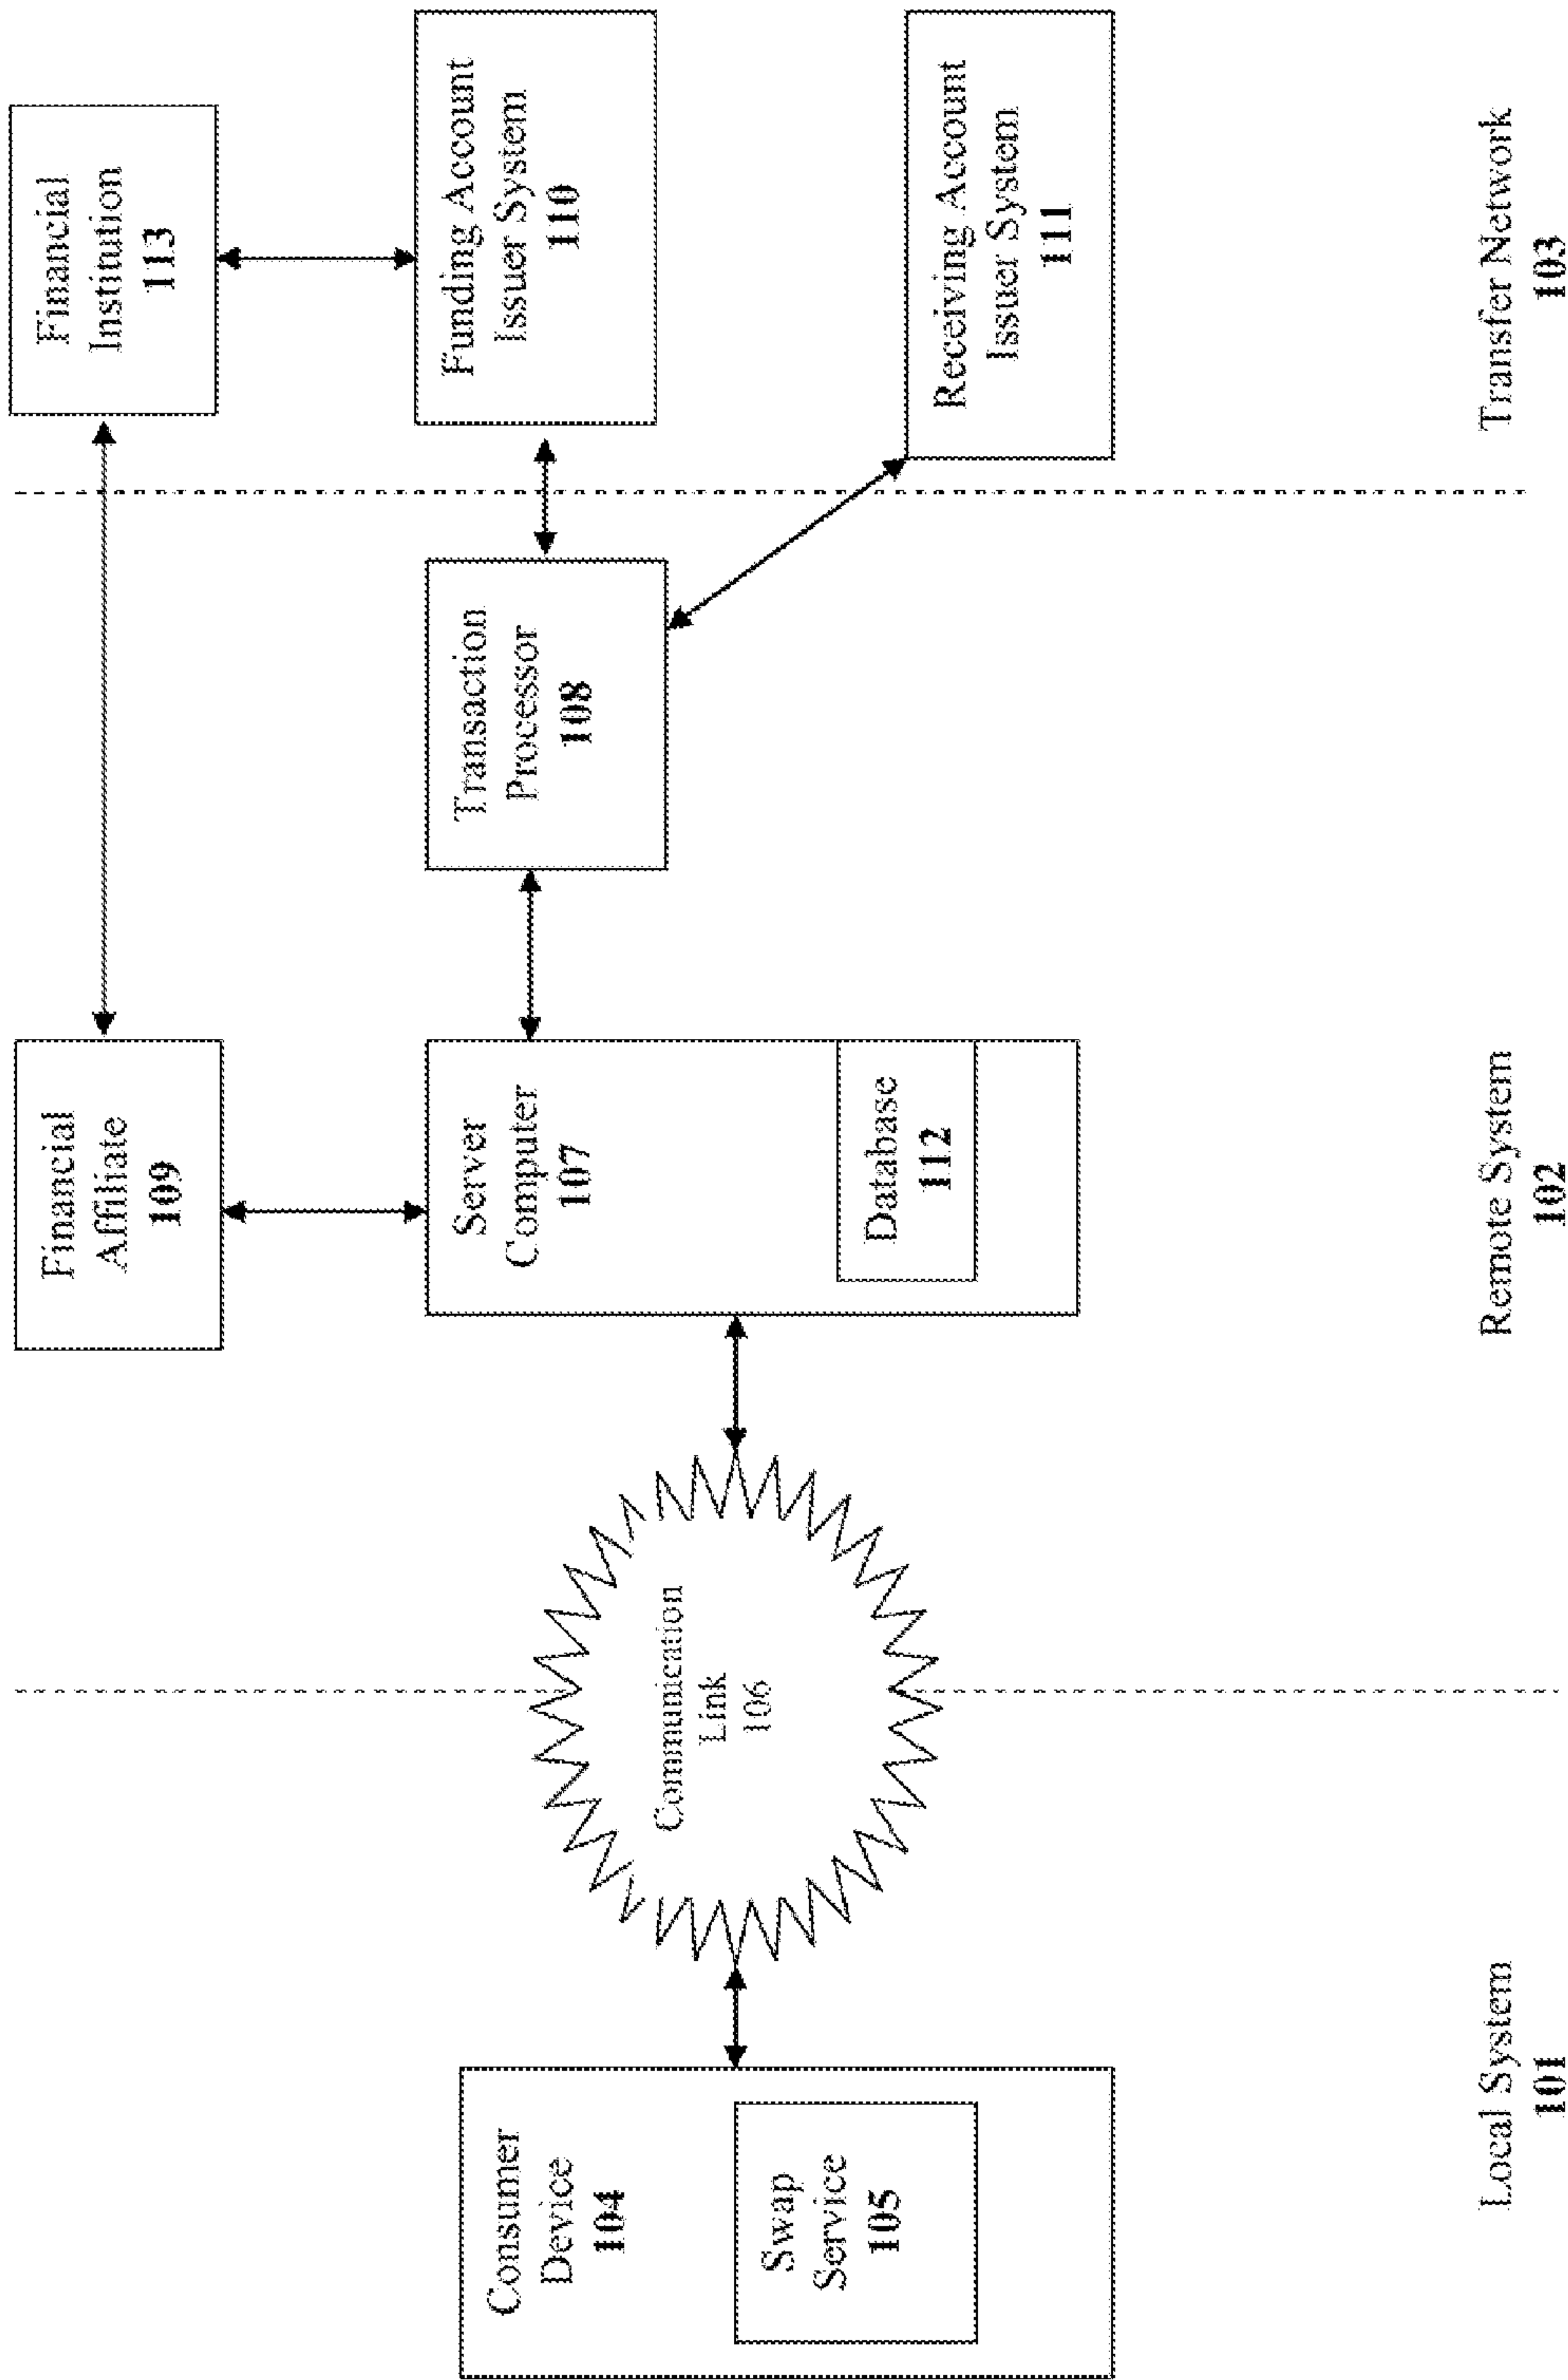 Financial
Affiliate
109
Financial
Institution
113
Consumer
Device
104
Swap
Service
105
Communication
Link
106
Server
Computer
107
Database
112
Transaction
Processor
108
Funding Account
Issuer System
110
Receiving Account
Issuer System
111
Local System
101
Remote System
102
Transfer Network
103